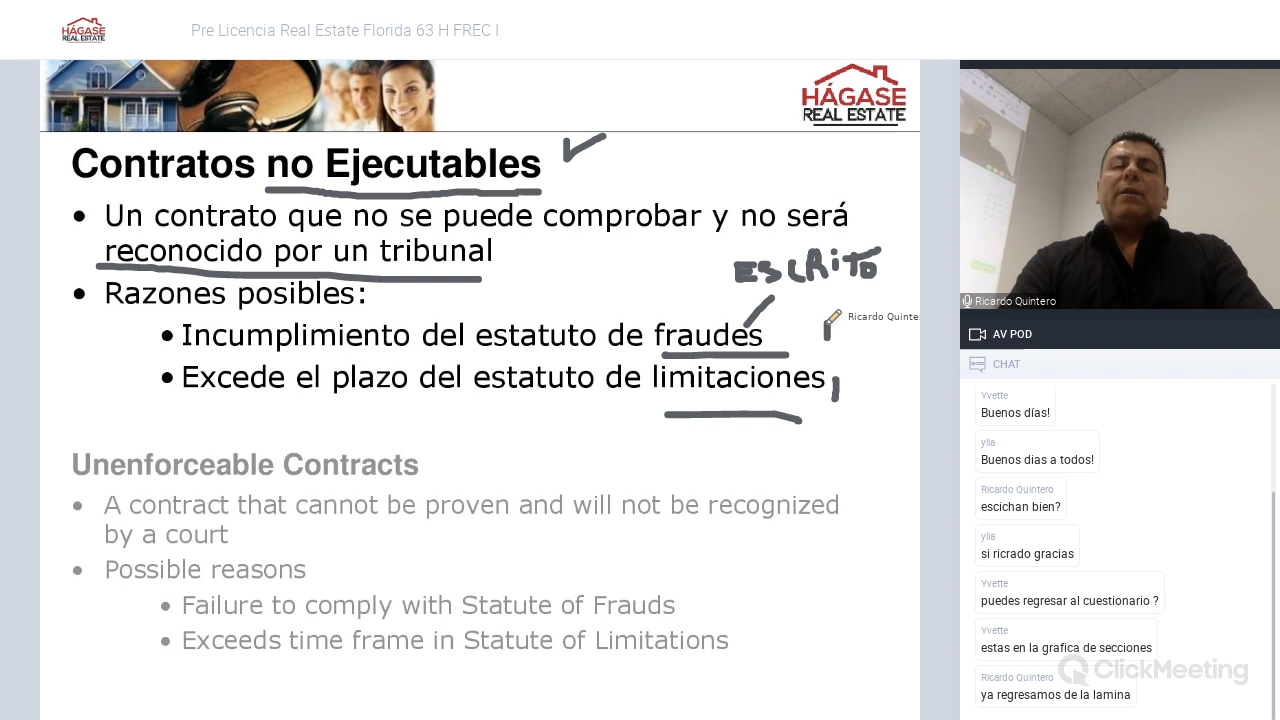 HÁGASE
REAL ESTATE
Pre Licencia Real Estate Florida 63 H FREC I
HÁGASE
REAL ESTATE
Contratos no Ejecutables
• Un contrato que no se puede comprobar y no será
reconocido por un tribunal
ESCRITO
• Razones posibles:
• Incumplimiento del estatuto de fraudes
Ricardo Quinte
• Excede el plazo del estatuto de limitaciones
Unenforceable Contracts
• A contract that cannot be proven and will not be recognized
by a court
• Possible reasons
• Failure to comply with Statute of Frauds
• Exceeds time frame in Statute of Limitations
Ricardo Quintero
AV POD
CHAT
Yvette
Buenos días!
ylia
Buenos dias a todos!
Ricardo Quintero
escichan bien?
ylia
si ricrado gracias
Yvette
puedes regresar al cuestionario ?
Yvette
estas en la grafica de secciones
Ricardo Quintero
ya regresamos de la lamina
ClickMeeting